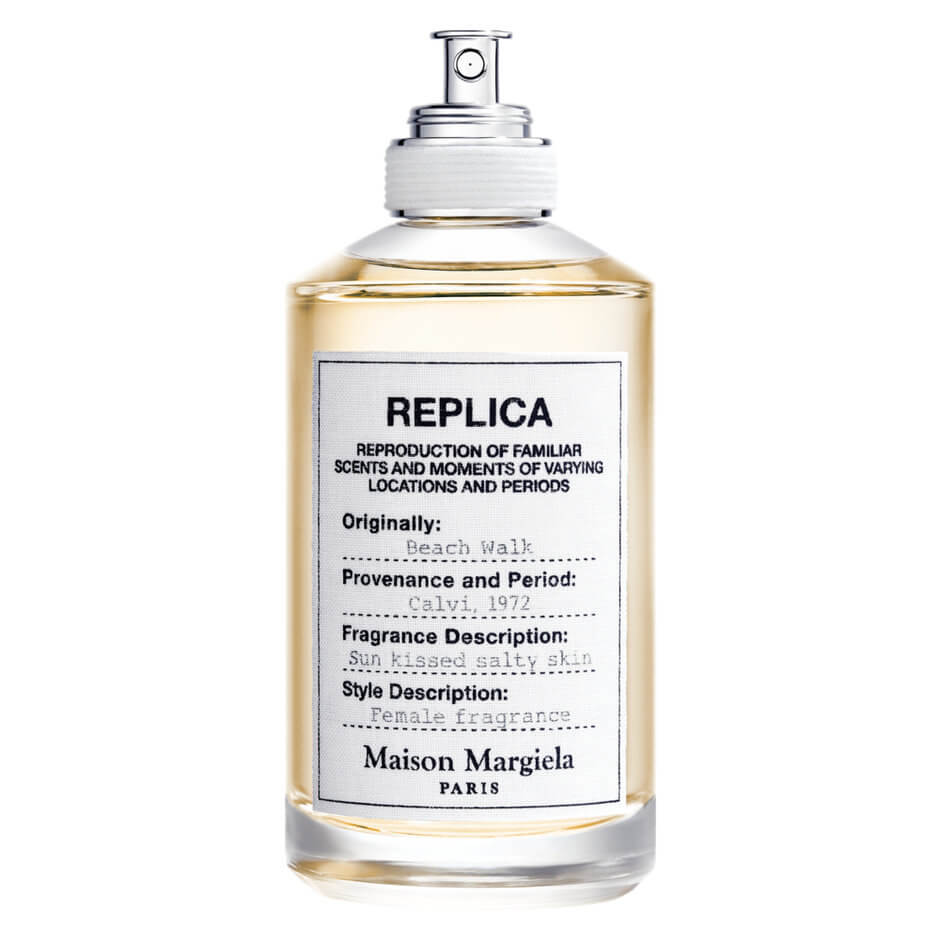 REPLICA
REPRODUCTION OF FAMILIAR
SCENTS AND MOMENTS OF VARYING
LOCATIONS AND PERIODS
Originally:
Beach Walk
Provenance and Period:
Calvi, 1972
Fragrance Description:
Sun kissed salty skin
Style Description:
Female fragrance
Maison Margiela
PARIS